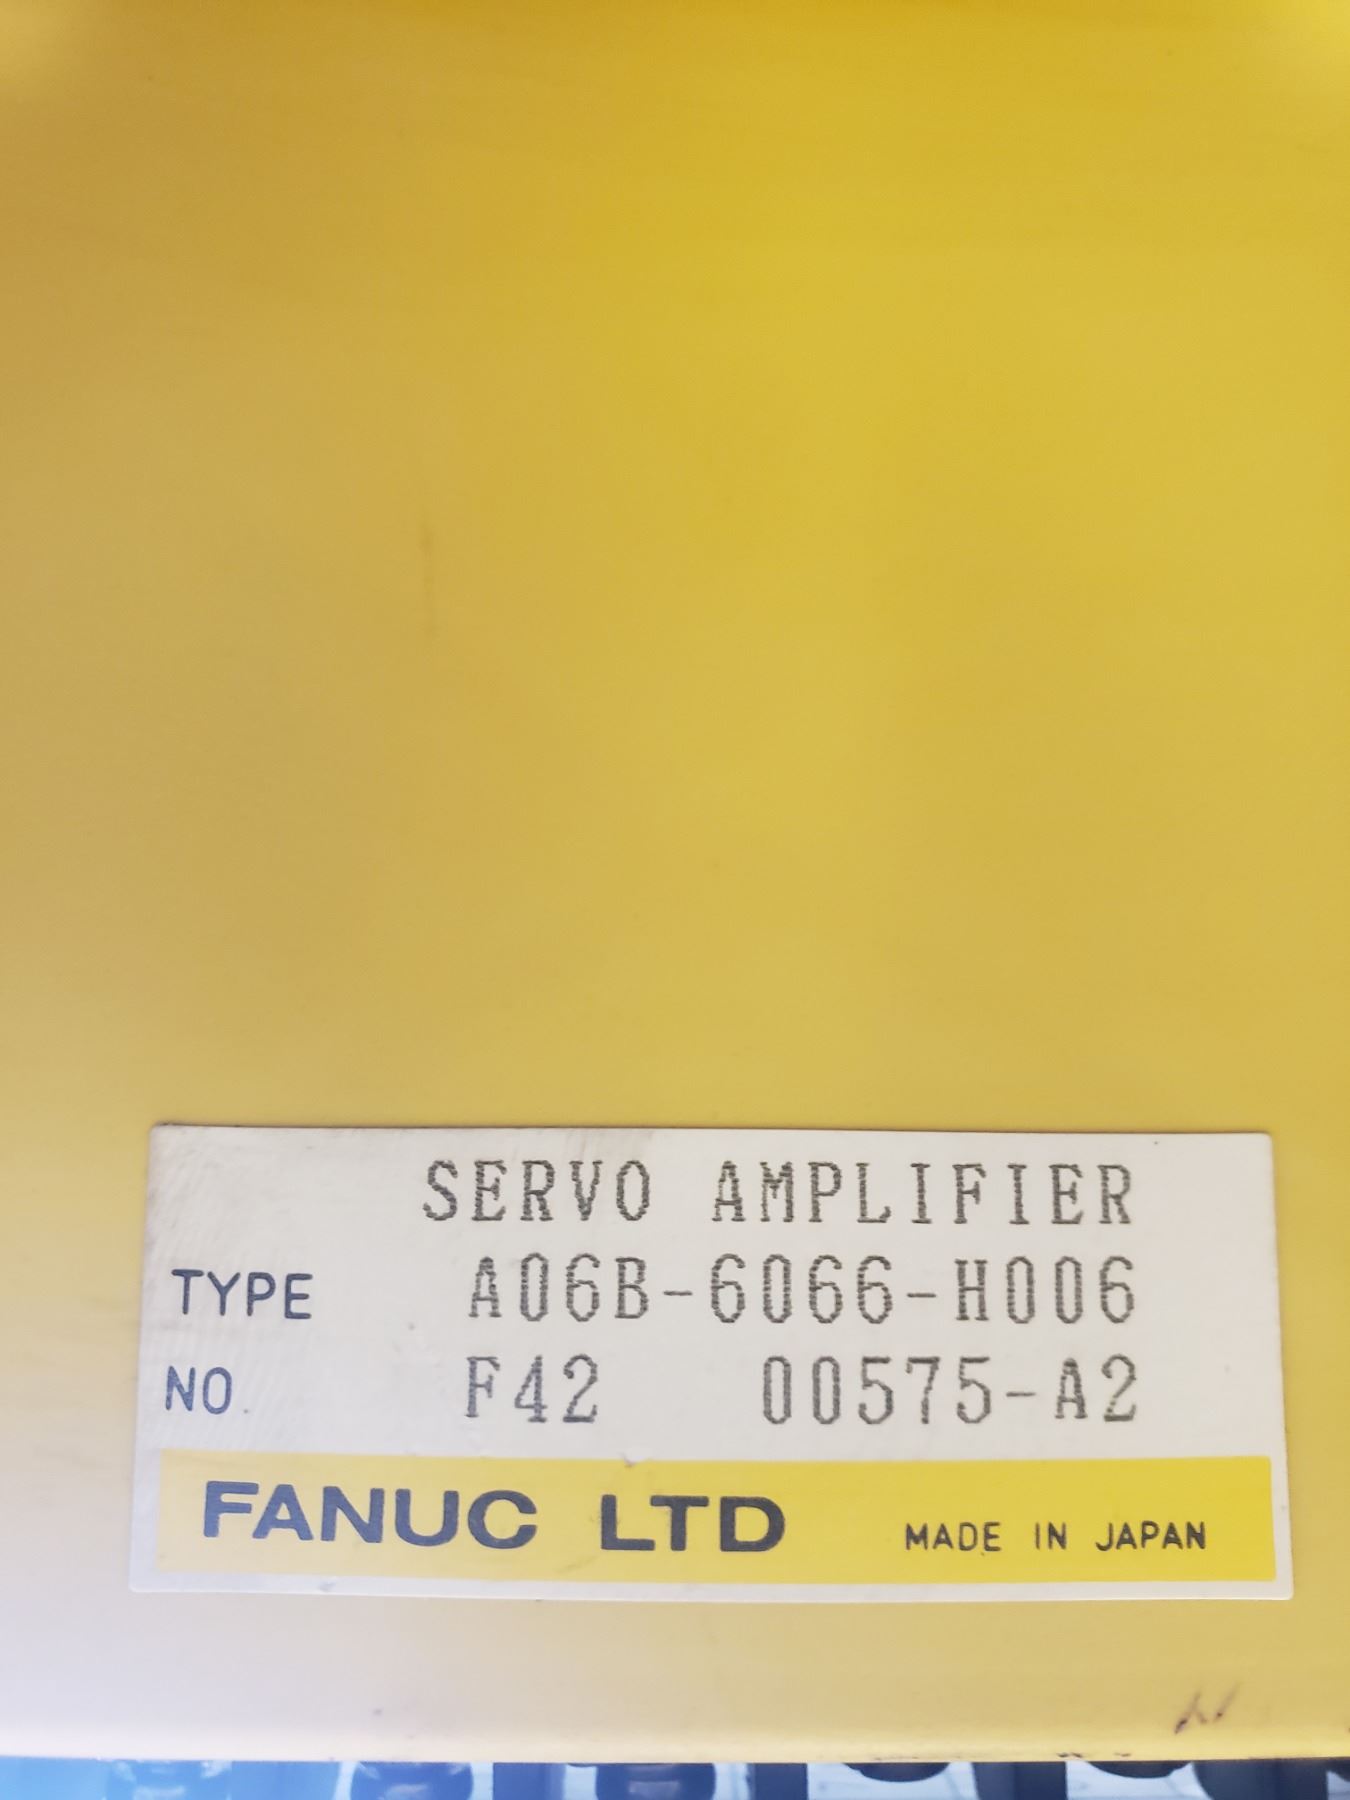 SERVO AMPLIFIER
TYPE A06B-6066-H006
NO. F42 00575-A2
FANUC LTD MADE IN JAPAN